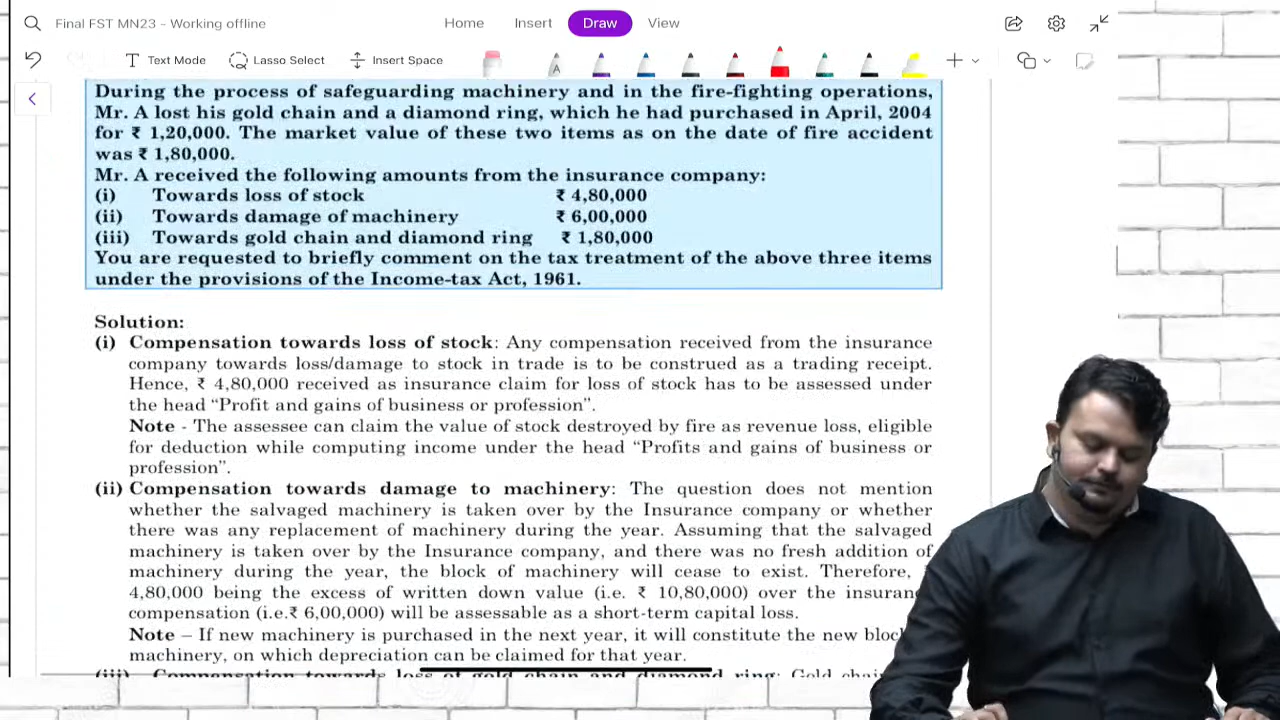 Final FST MN23 - Working offline
Home Insert Draw View
Text Mode Lasso Select Insert Space A
During the process of safeguarding machinery and in the fire-fighting operations,
Mr. A lost his gold chain and a diamond ring, which he had purchased in April, 2004
for ₹ 1,20,000. The market value of these two items as on the date of fire accident
was ₹ 1,80,000.
Mr. A received the following amounts from the insurance company:
(i) Towards loss of stock ₹ 4,80,000
(ii) Towards damage of machinery ₹ 6,00,000
(iii) Towards gold chain and diamond ring ₹ 1,80,000
You are requested to briefly comment on the tax treatment of the above three items
under the provisions of the Income-tax Act, 1961.
Solution:
(i) Compensation towards loss of stock: Any compensation received from the insurance
company towards loss/damage to stock in trade is to be construed as a trading receipt.
Hence, ₹ 4,80,000 received as insurance claim for loss of stock has to be assessed under
the head “Profit and gains of business or profession”.
Note - The assessee can claim the value of stock destroyed by fire as revenue loss, eligible
for deduction while computing income under the head “Profits and gains of business or
profession”.
(ii) Compensation towards damage to machinery: The question does not mention
whether the salvaged machinery is taken over by the Insurance company or whether
there was any replacement of machinery during the year. Assuming that the salvaged
machinery is taken over by the Insurance company, and there was no fresh addition of
machinery during the year, the block of machinery will cease to exist. Therefore,
4,80,000 being the excess of written down value (i.e. ₹ 10,80,000) over the
compensation (i.e.₹ 6,00,000) will be assessable as a short-term capital loss.
Note – If new machinery is purchased in the next year, it will constitute the new
machinery, on which depreciation can be claimed for that year.
(iii) Compensation towards loss of gold chain and diamond ring: Gold